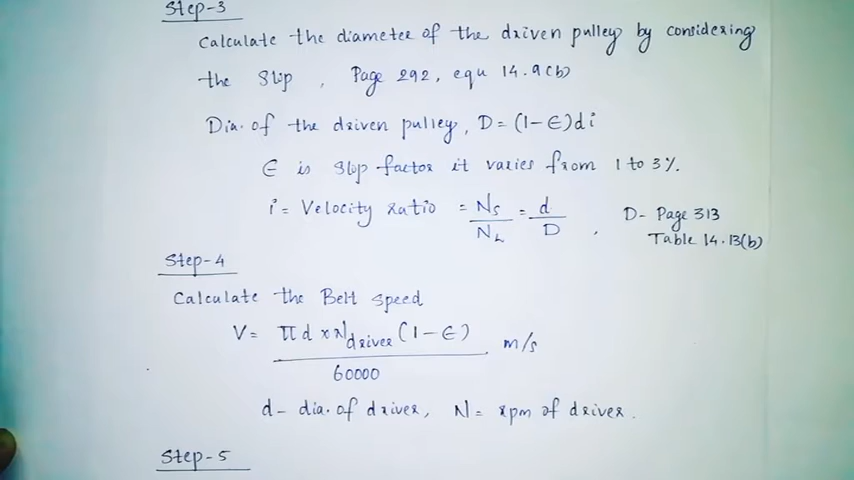 Step-3
Calculate the diameter of the driven pulley by considering
the Slip, Page 292, equ 14.9(b)
Dia. of the driven pulley, D = (1-ϵ)di
ϵ is slip factor it varies from 1 to 3%.
i = Velocity ratio = N_S/N_L = d/D, D- Page 313
Table 14.13(b)
Step-4
Calculate the Belt speed
V = πd x N_driver (1-ϵ) / 60000 m/s
d - dia. of driver, N = rpm of driver.
Step-5